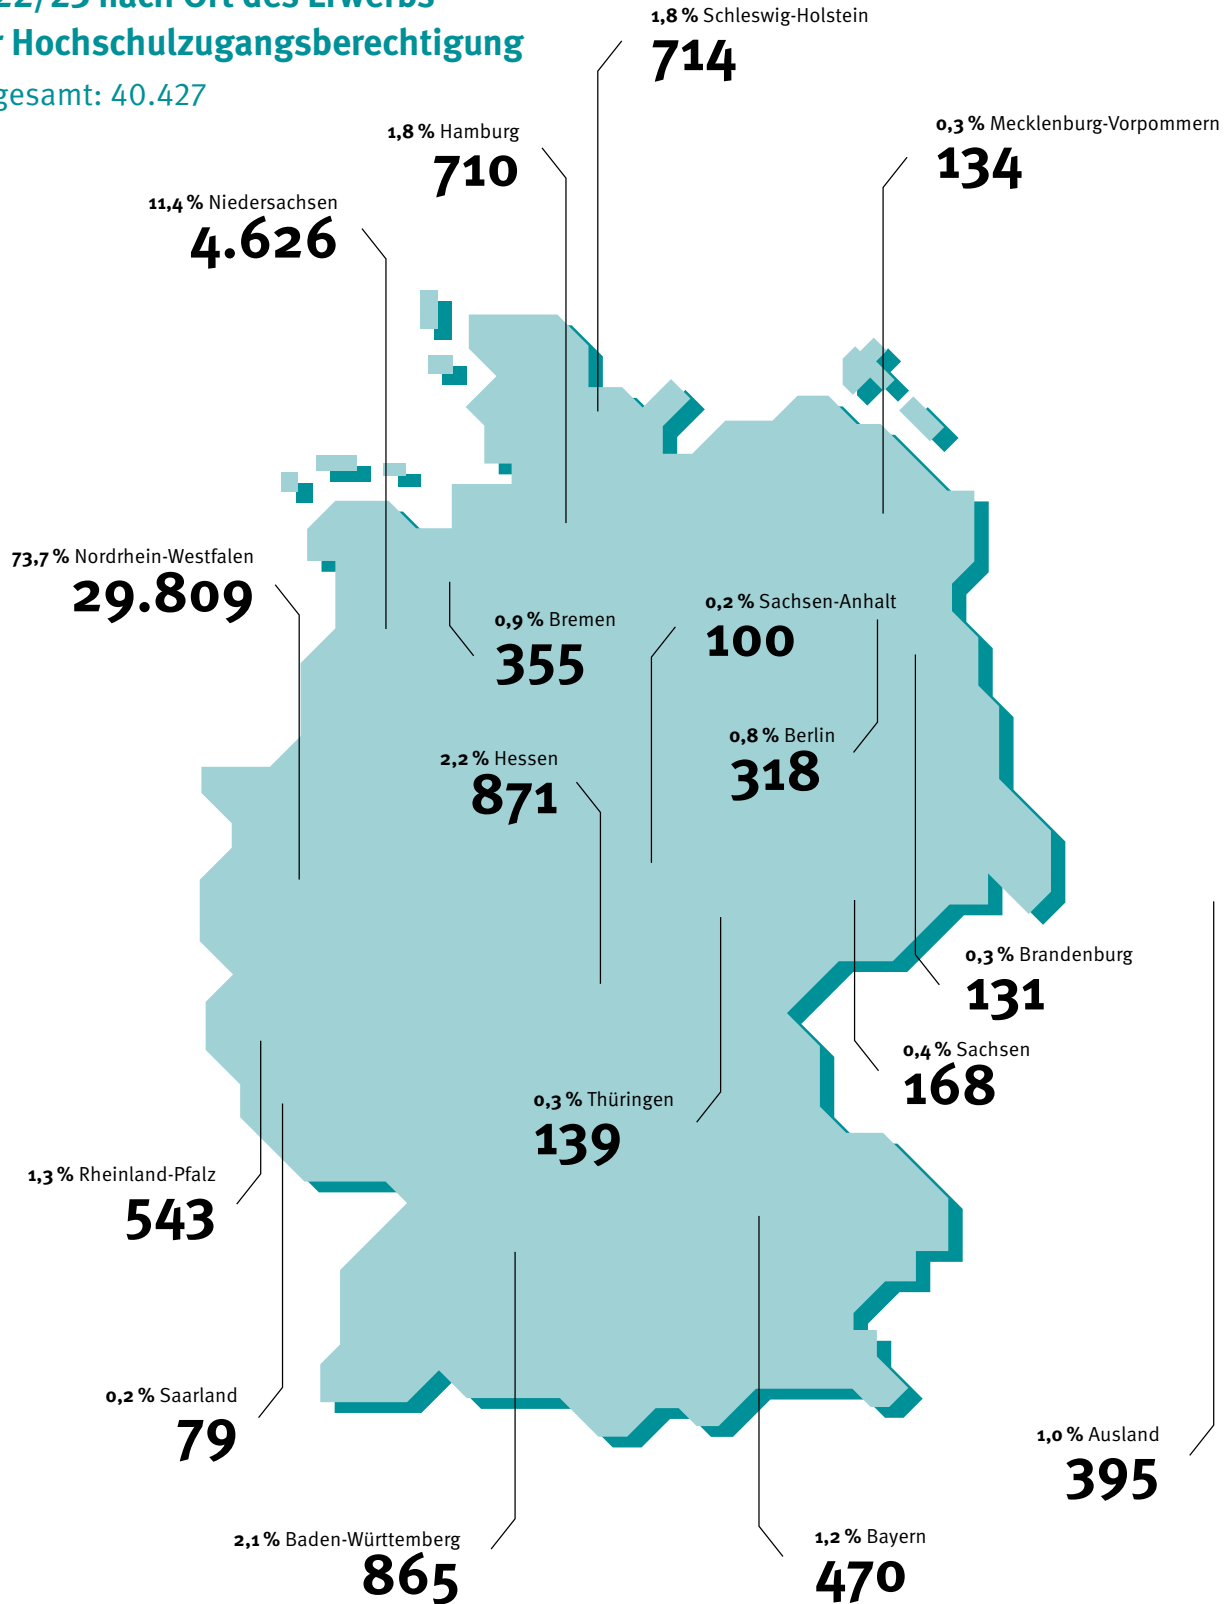 nach Ort des Erwerbs
Hochschulzugangsberechtigung
gesamt: 40.427
1,8 % Schleswig-Holstein
714
1,8 % Hamburg
710
0,3 % Mecklenburg-Vorpommern
134
11,4 % Niedersachsen
4.626
73,7 % Nordrhein-Westfalen
29.809
0,9 % Bremen
355
0,2 % Sachsen-Anhalt
100
0,8 % Berlin
318
2,2 % Hessen
871
0,3 % Brandenburg
131
0,4 % Sachsen
168
0,3 % Thüringen
139
1,3 % Rheinland-Pfalz
543
0,2 % Saarland
79
1,0 % Ausland
395
2,1 % Baden-Württemberg
865
1,2 % Bayern
470